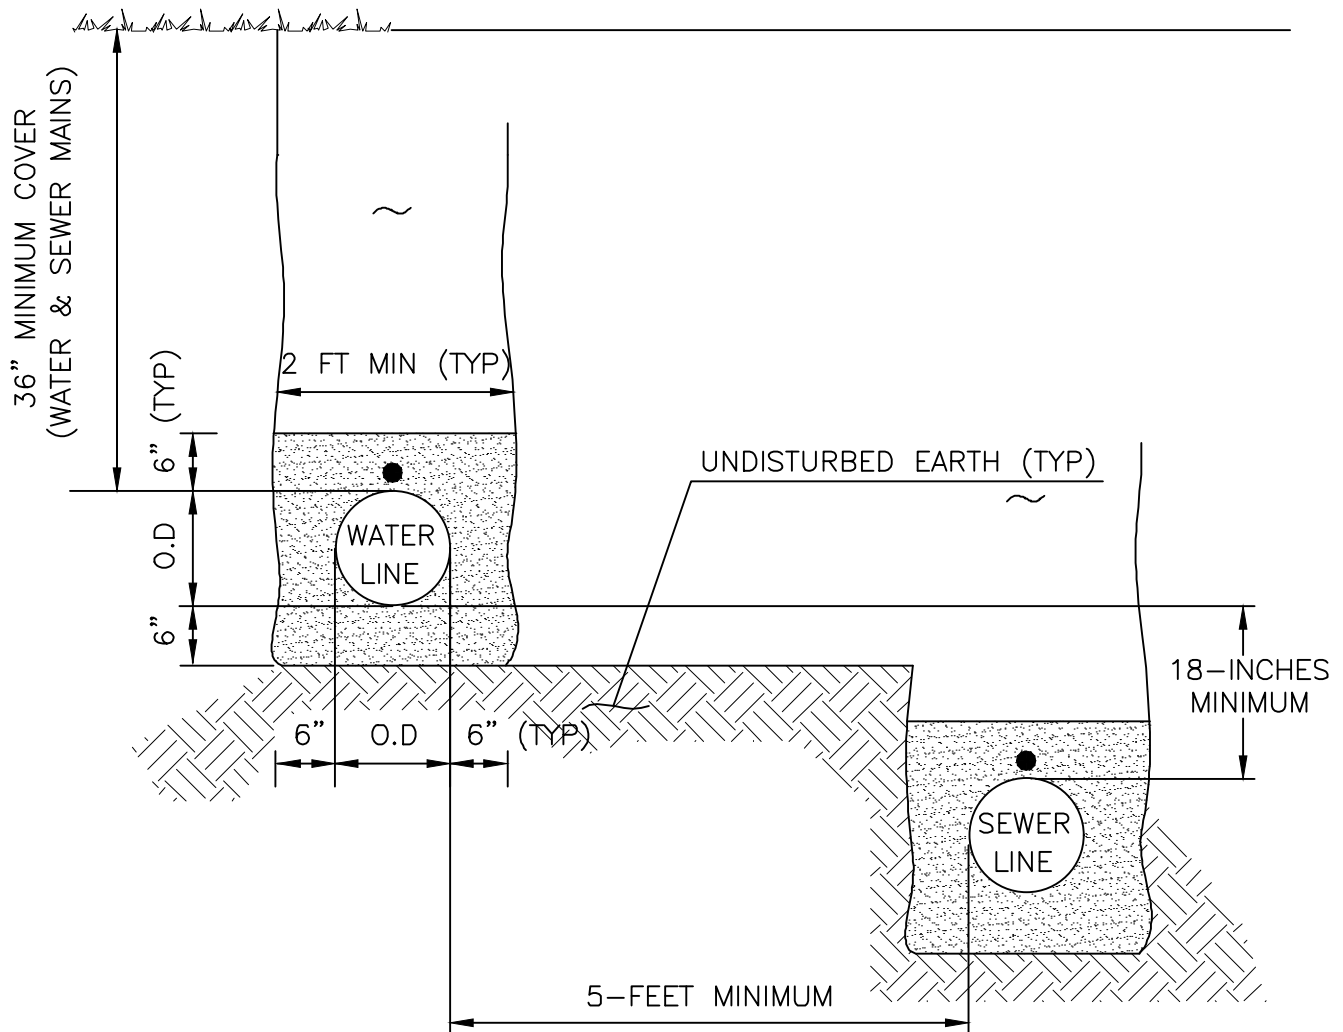 36" MINIMUM COVER
(WATER & SEWER MAINS)
2 FT MIN (TYP)
6" (TYP)
UNDISTURBED EARTH (TYP)
O.D
WATER
LINE
6"
18-INCHES
MINIMUM
6" O.D 6" (TYP)
SEWER
LINE
5-FEET MINIMUM